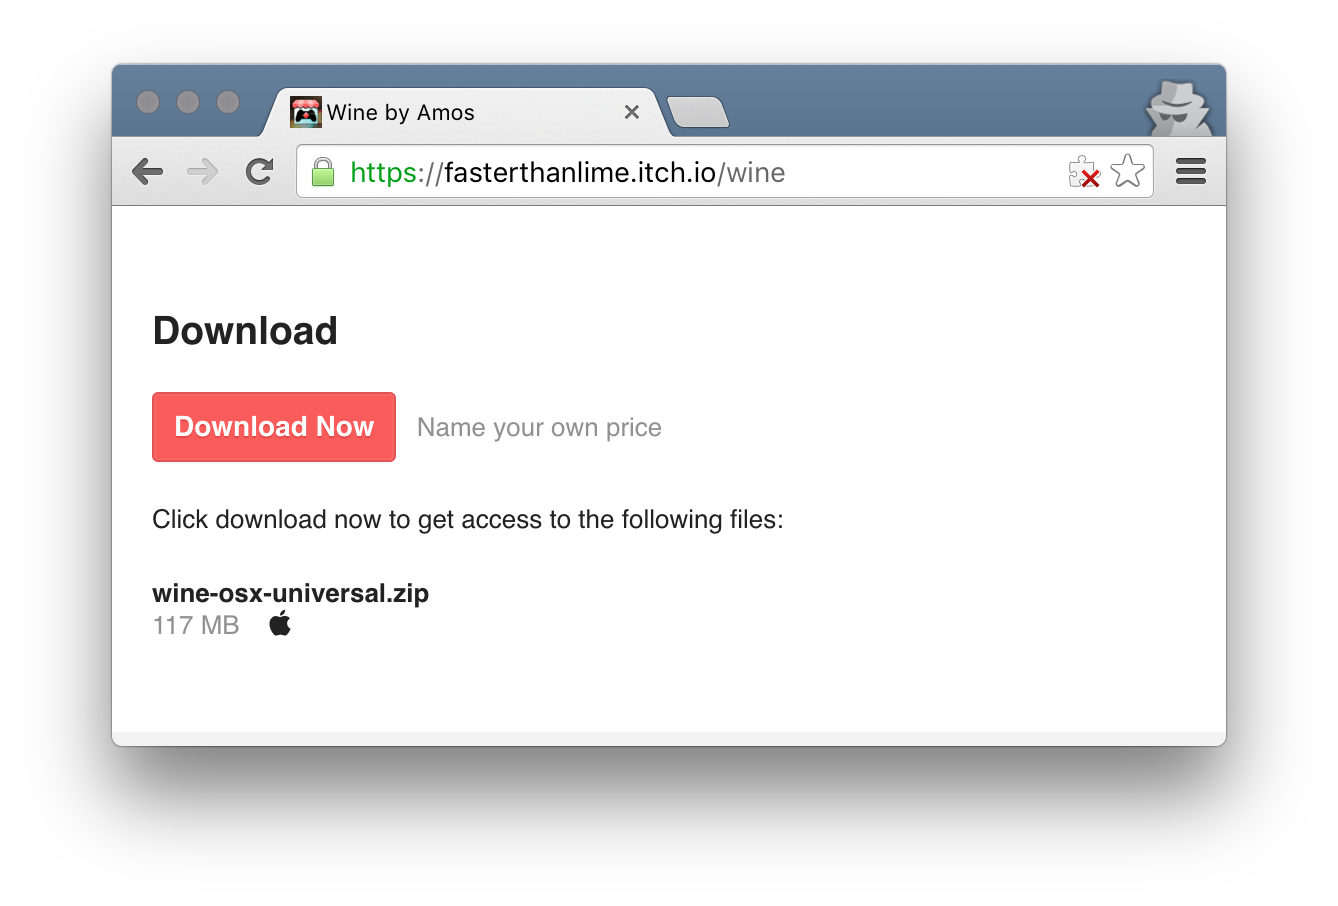 Wine by Amos
https://fasterthanlime.itch.io/wine
Download
Download Now Name your own price
Click download now to get access to the following files:
wine-osx-universal.zip
117 MB